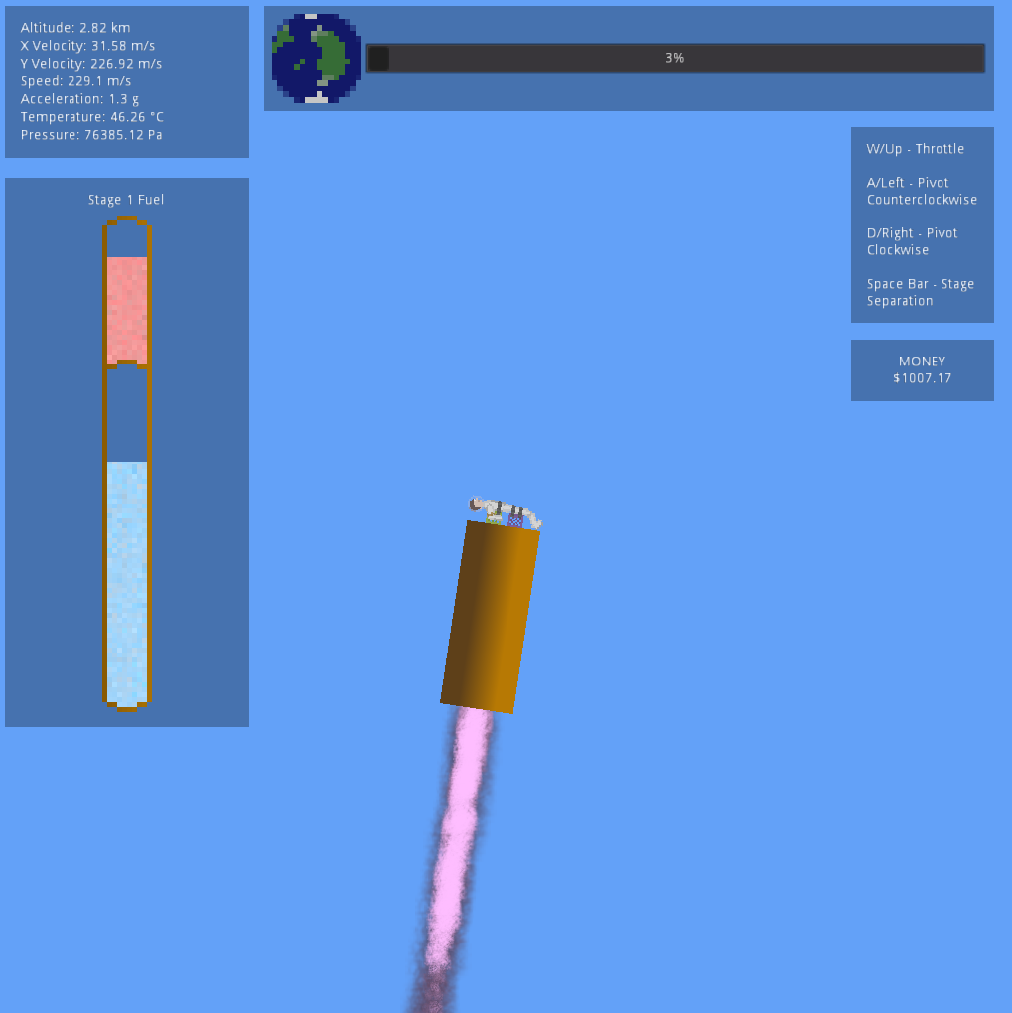 Altitude: 2.82 km
X Velocity: 31.58 m/s
Y Velocity: 226.92 m/s
Speed: 229.1 m/s
Acceleration: 1.3 g
Temperature: 46.26 °C
Pressure: 76385.12 Pa
3%
Stage 1 Fuel
W/Up - Throttle
A/Left - Pivot
Counterclockwise
D/Right - Pivot
Clockwise
Space Bar - Stage
Separation
MONEY
$1007.17